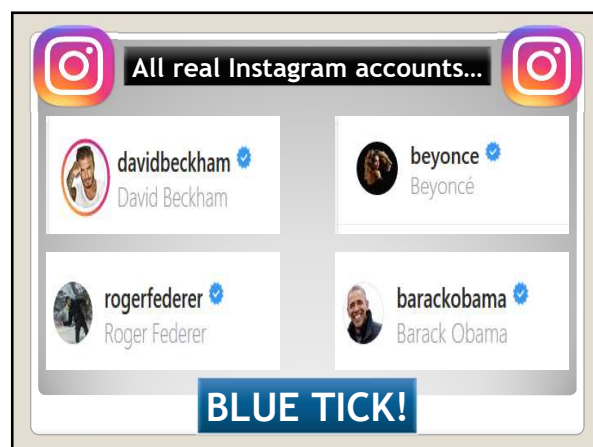 All real Instagram accounts…
davidbeckham
David Beckham
beyonce
Beyoncé
rogerfederer
Roger Federer
barackobama
Barack Obama
BLUE TICK!